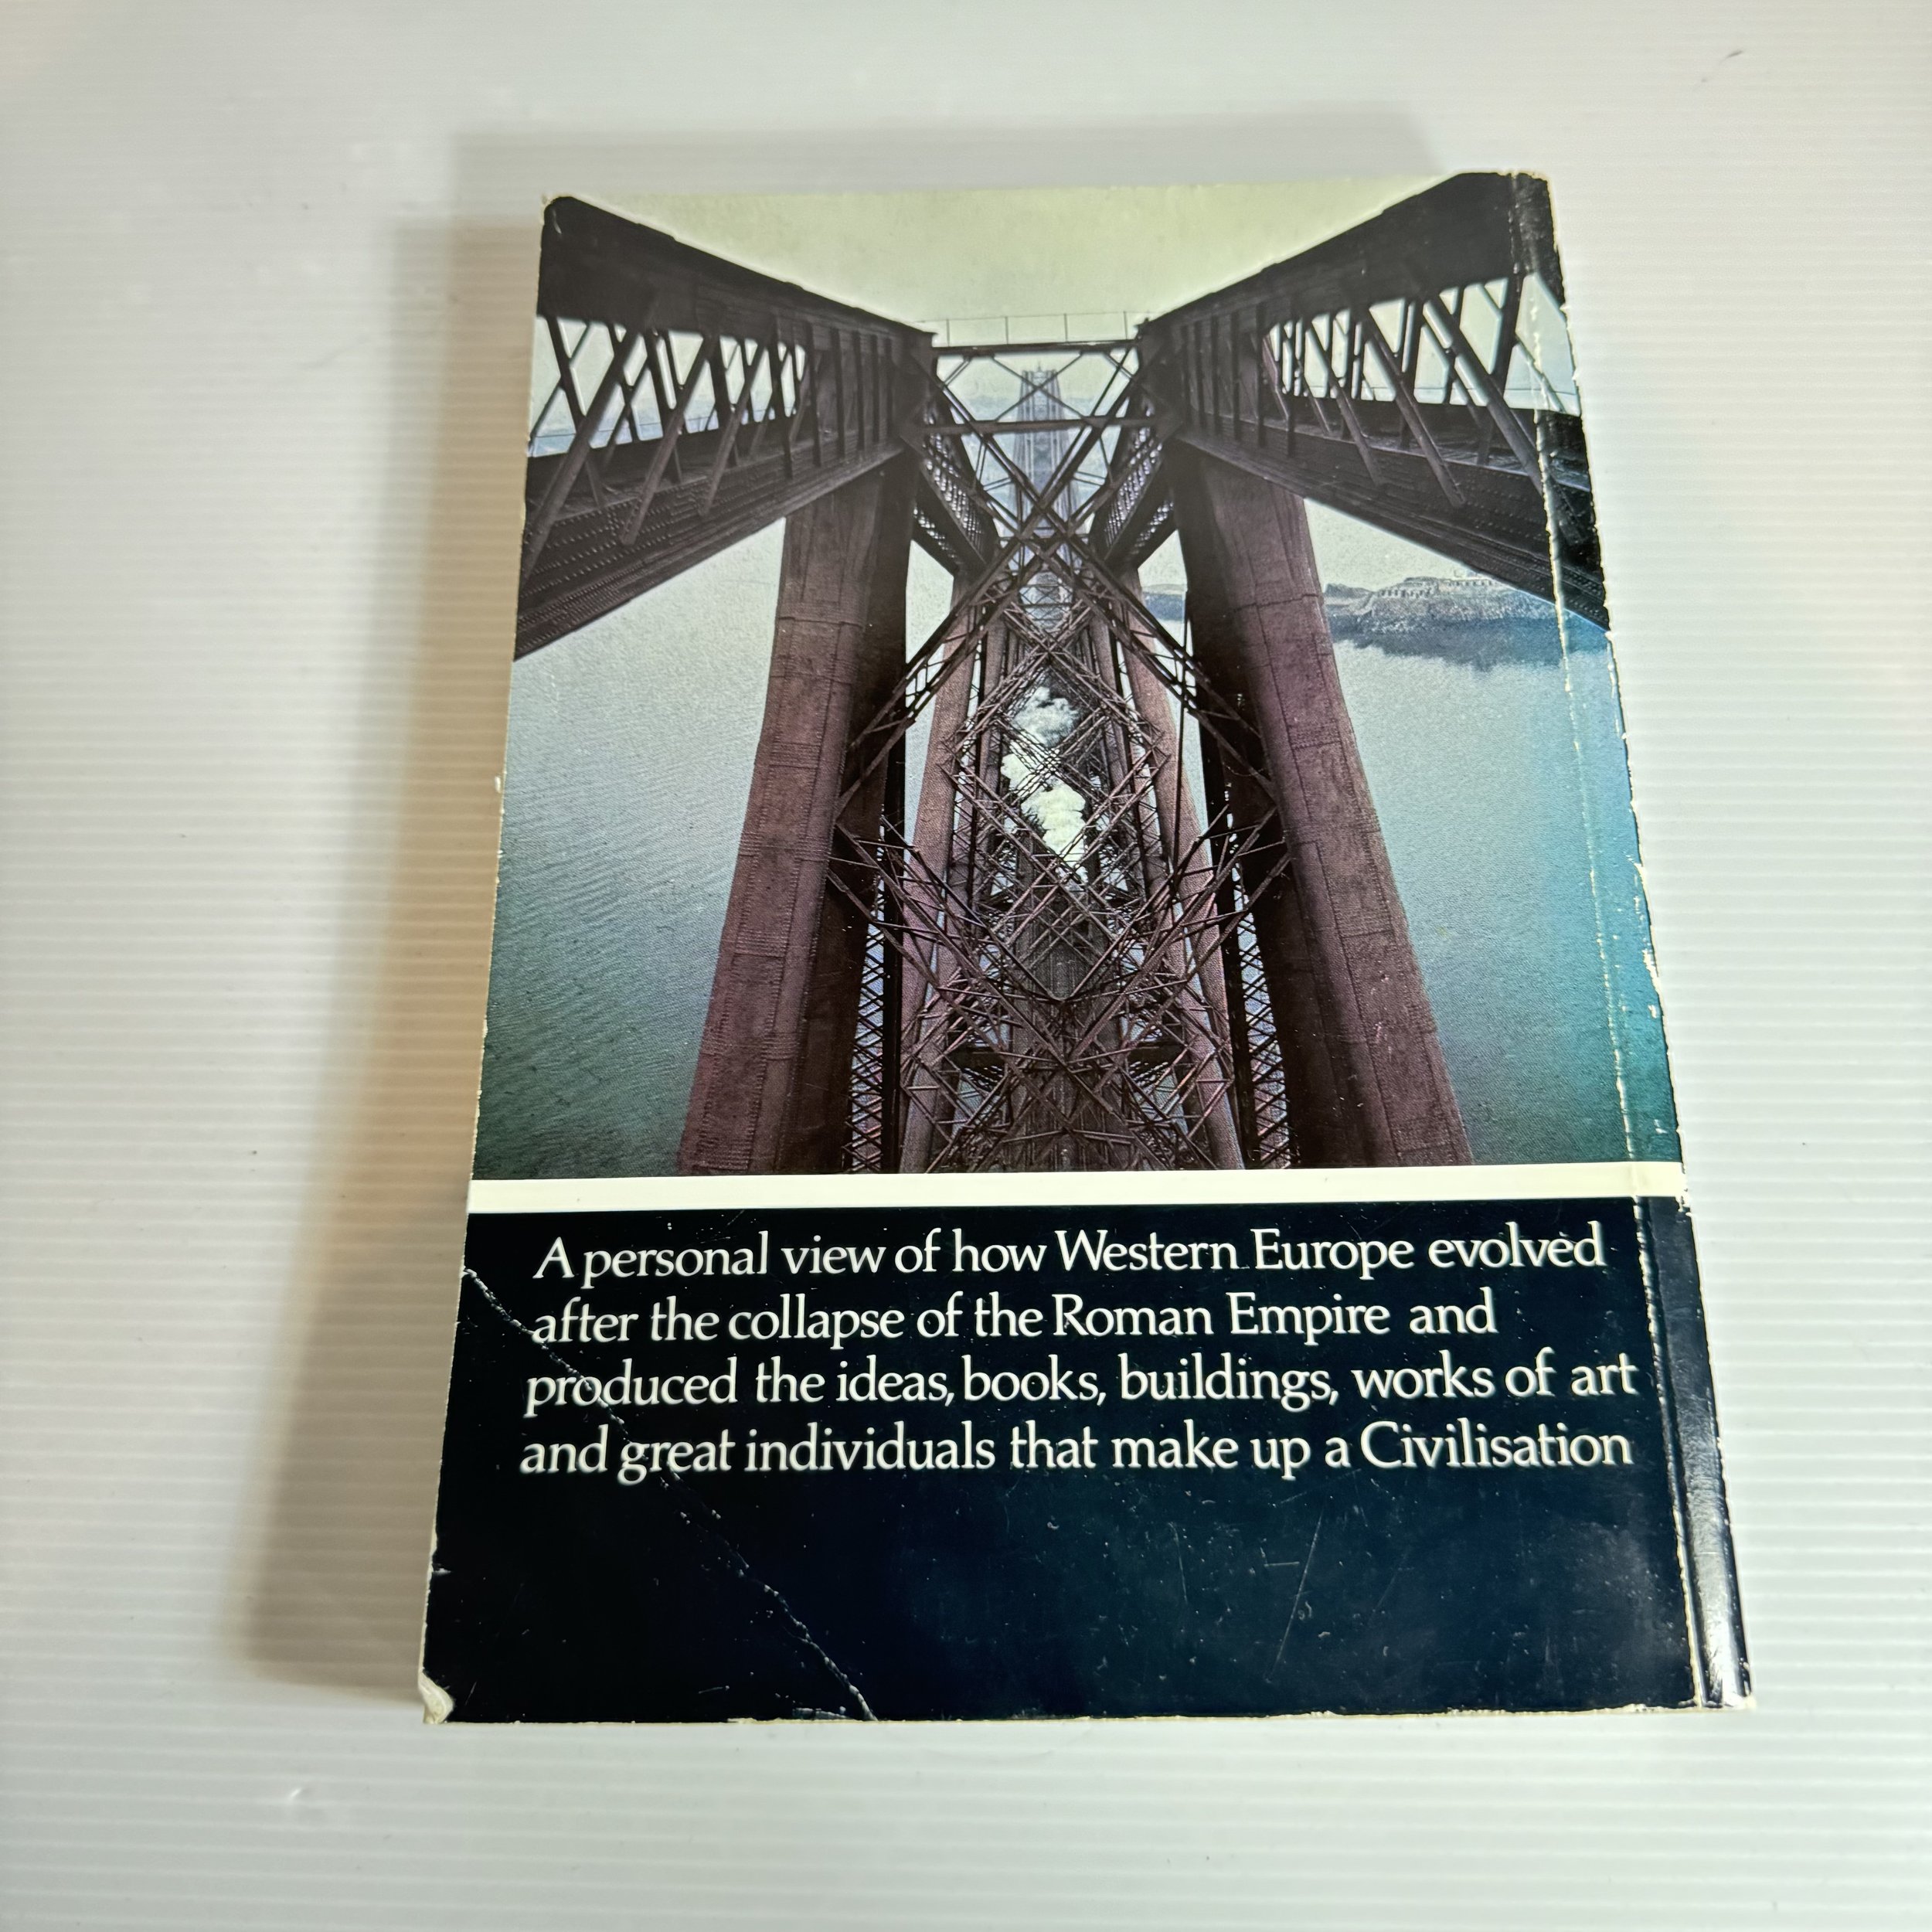 A personal view of how Western Europe evolved
after the collapse of the Roman Empire and
produced the ideas, books, buildings, works of art
and great individuals that make up a Civilisation